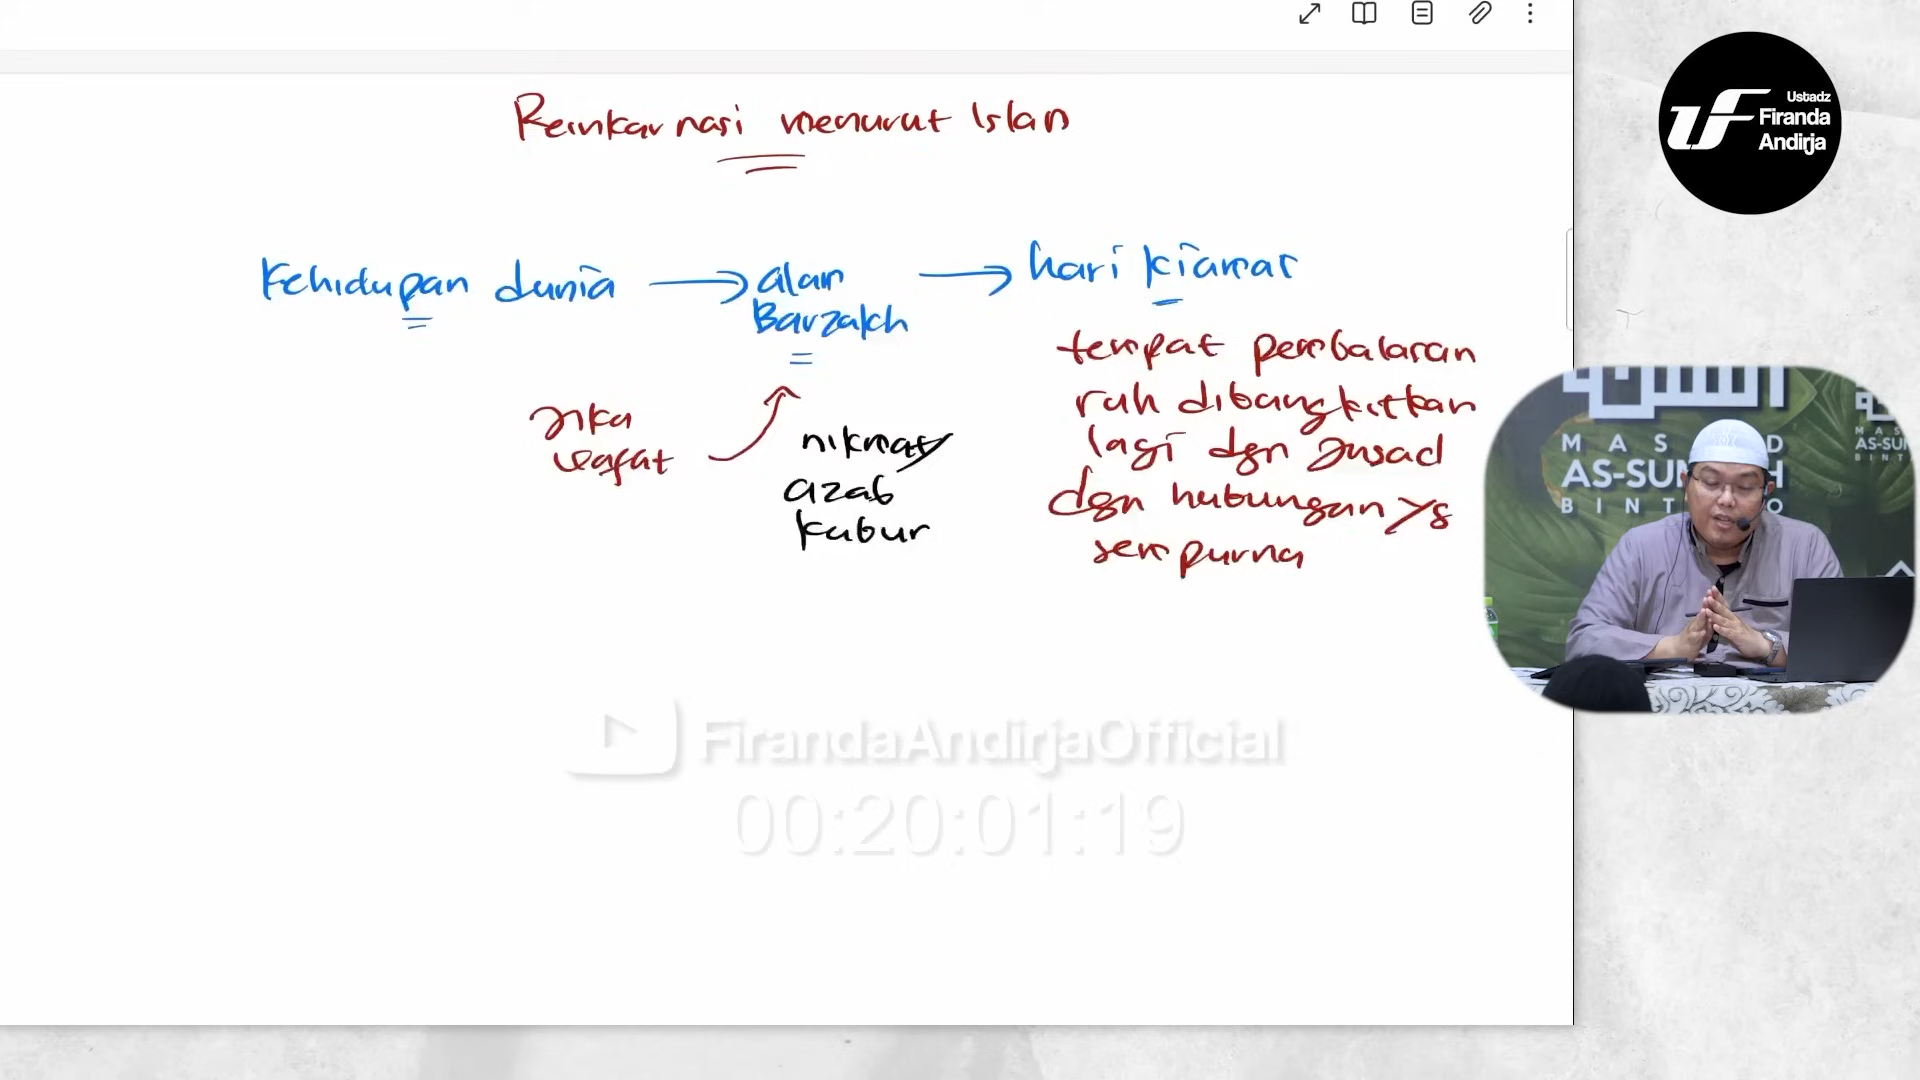 Reinkarnasi menurut Islam
Kehidupan dunia → alam Barzakh → hari kiamat
jika
wafat
nikmat/
azab
kubur
tempat pembalasan
ruh dibangkitkan
lagi dgn jasad
dgn hubungan yg
sempurna
Ustadz
Firanda
Andirja
MASJID
AS-SUNNAH
BINTARO
FirandaAndirjaOfficial
00:20:01:19